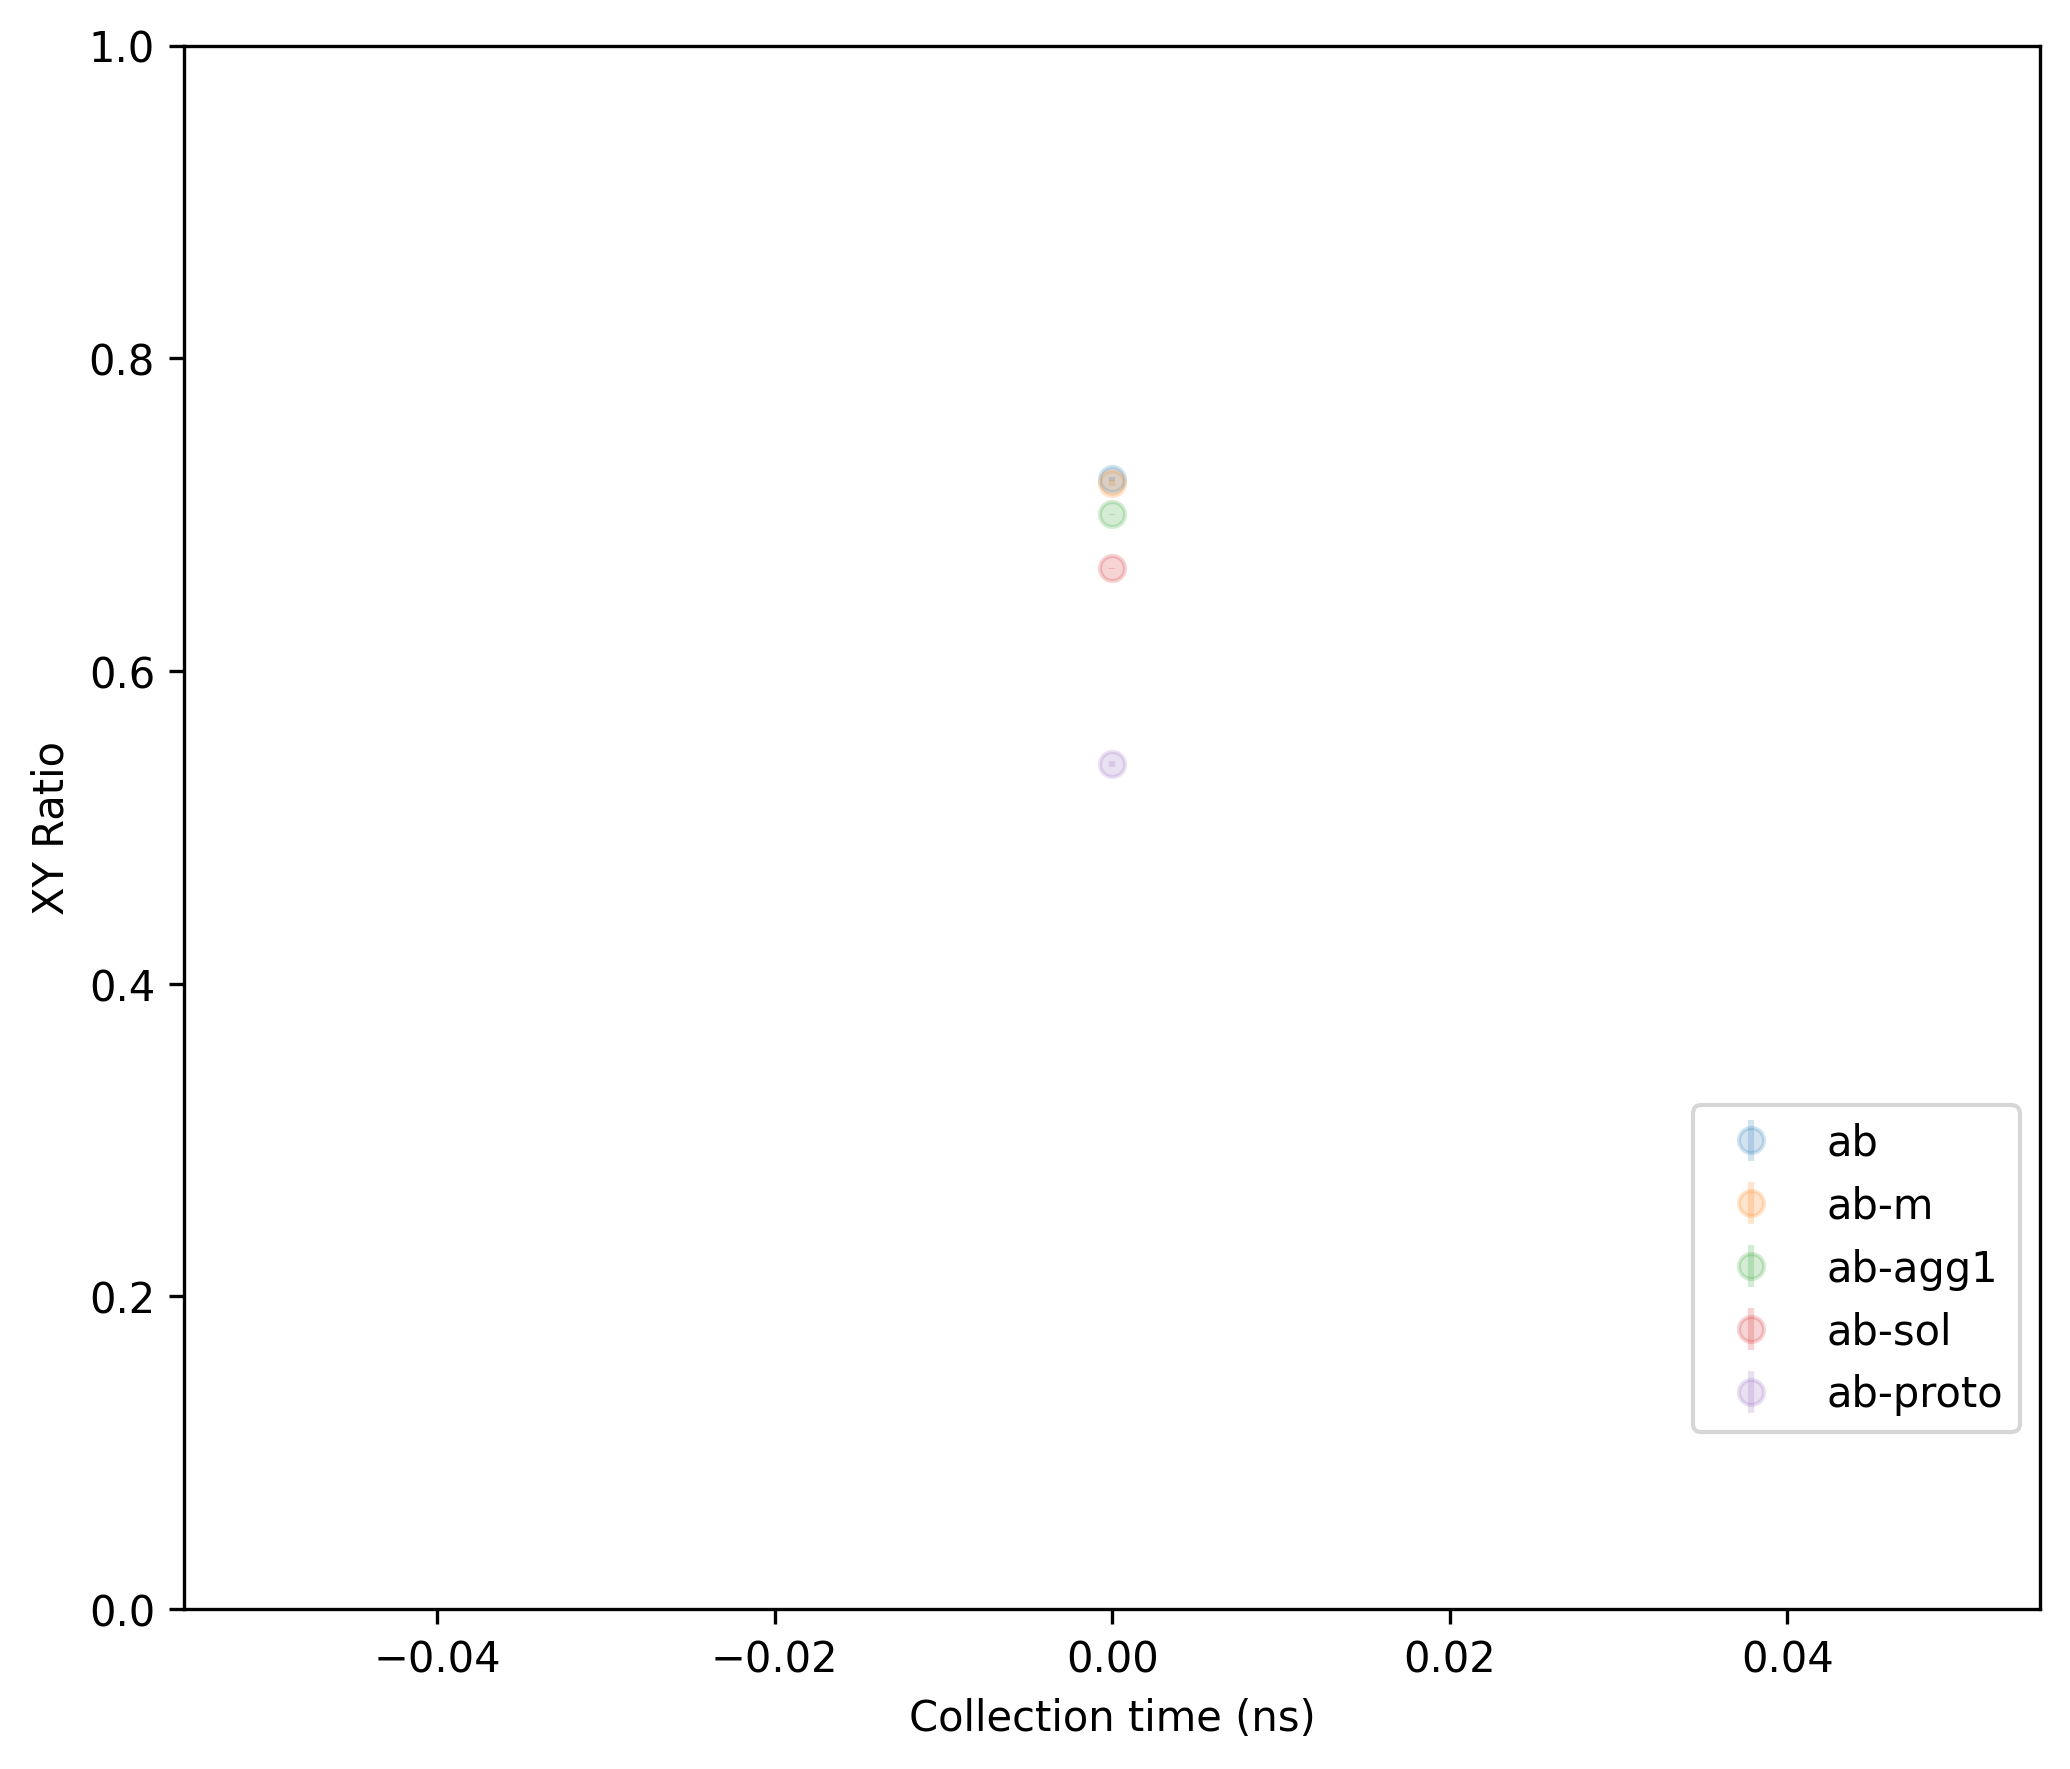 1.0
0.8
0.6
0.4
0.2
0.0
XY Ratio
ab
ab-m
ab-agg1
ab-sol
ab-proto
−0.04 −0.02 0.00 0.02 0.04
Collection time (ns)